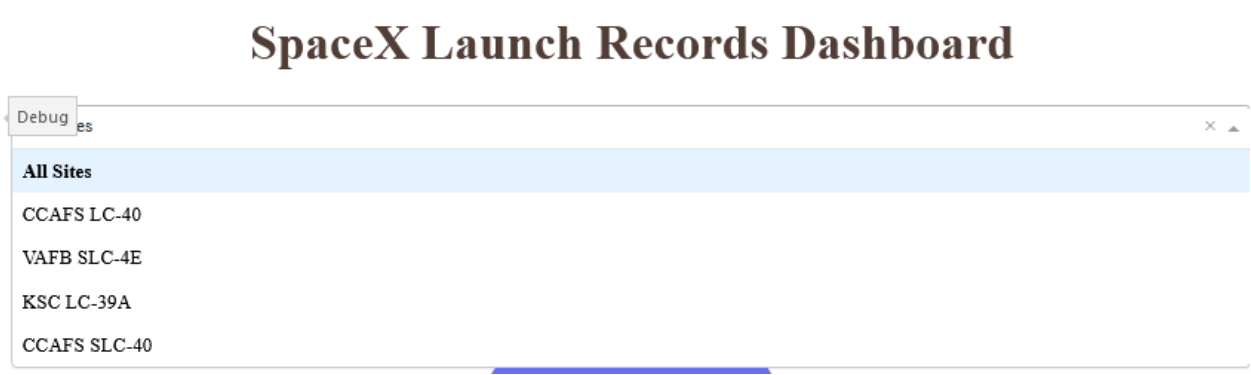 SpaceX Launch Records Dashboard
Debug
es
All Sites
CCAFS LC-40
VAFB SLC-4E
KSC LC-39A
CCAFS SLC-40